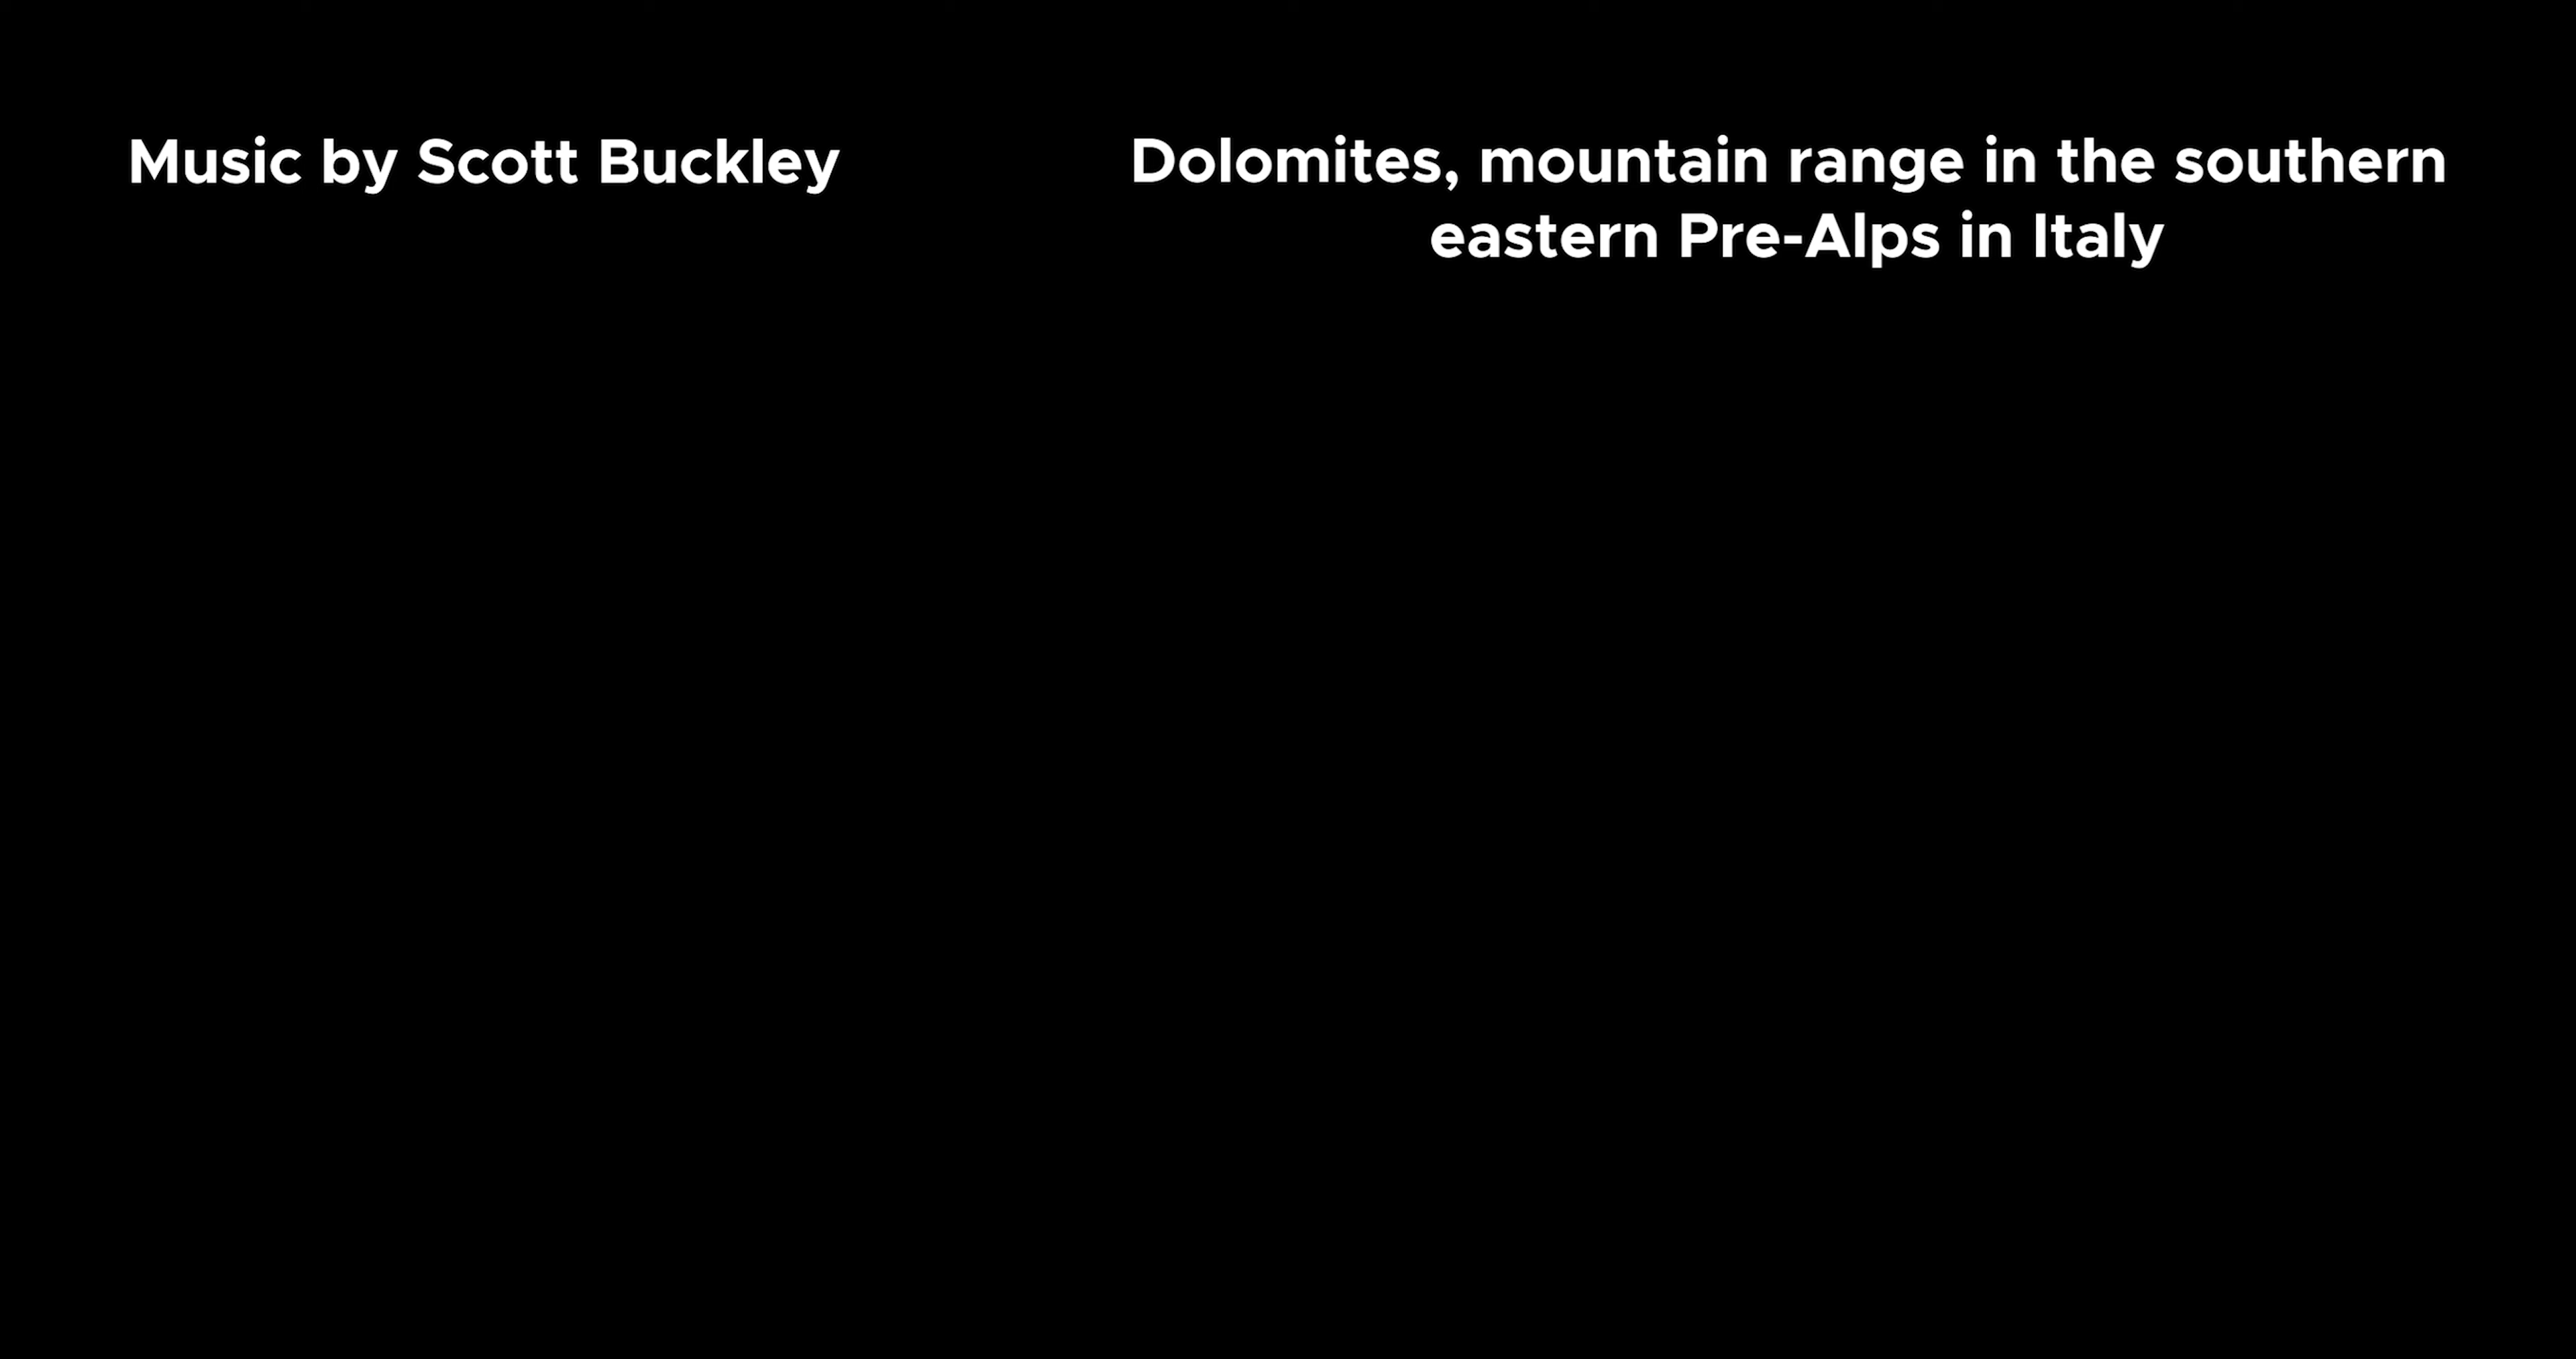 Music by Scott Buckley
Dolomites, mountain range in the southern
eastern Pre-Alps in Italy